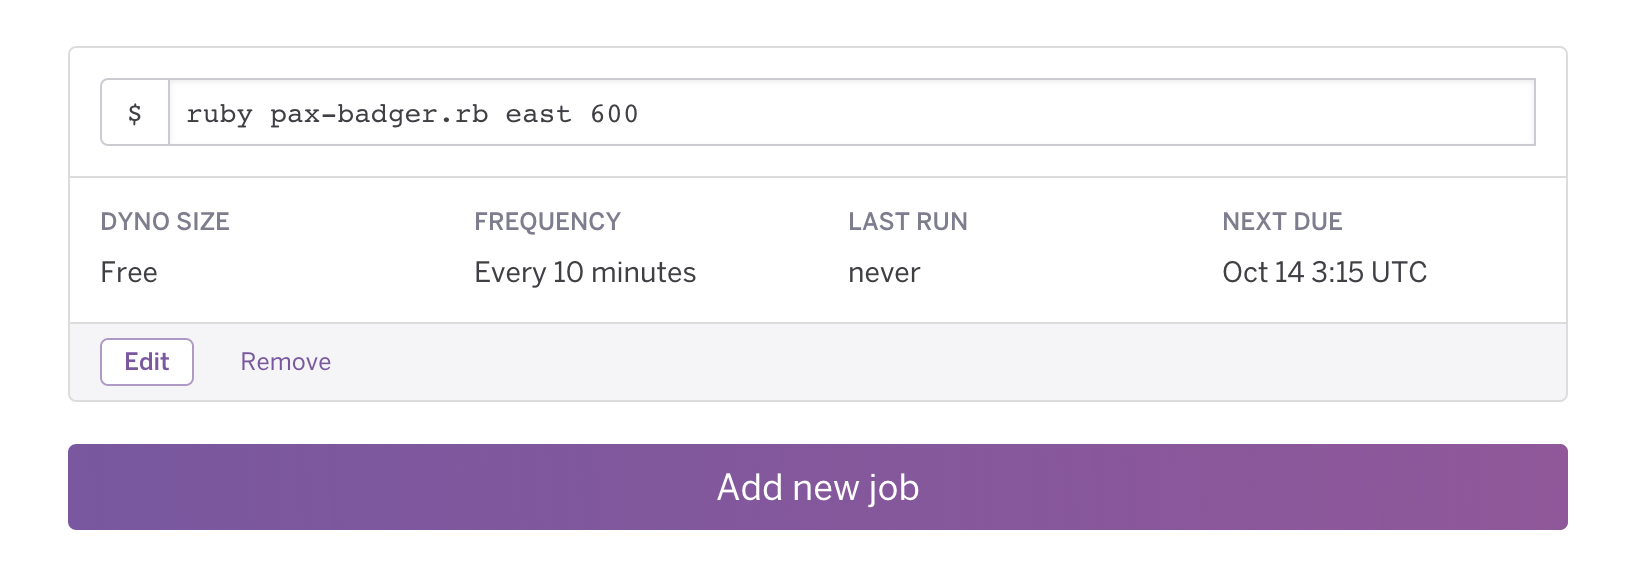 $ ruby pax-badger.rb east 600
DYNO SIZE FREQUENCY LAST RUN NEXT DUE
Free Every 10 minutes never Oct 14 3:15 UTC
Edit Remove
Add new job